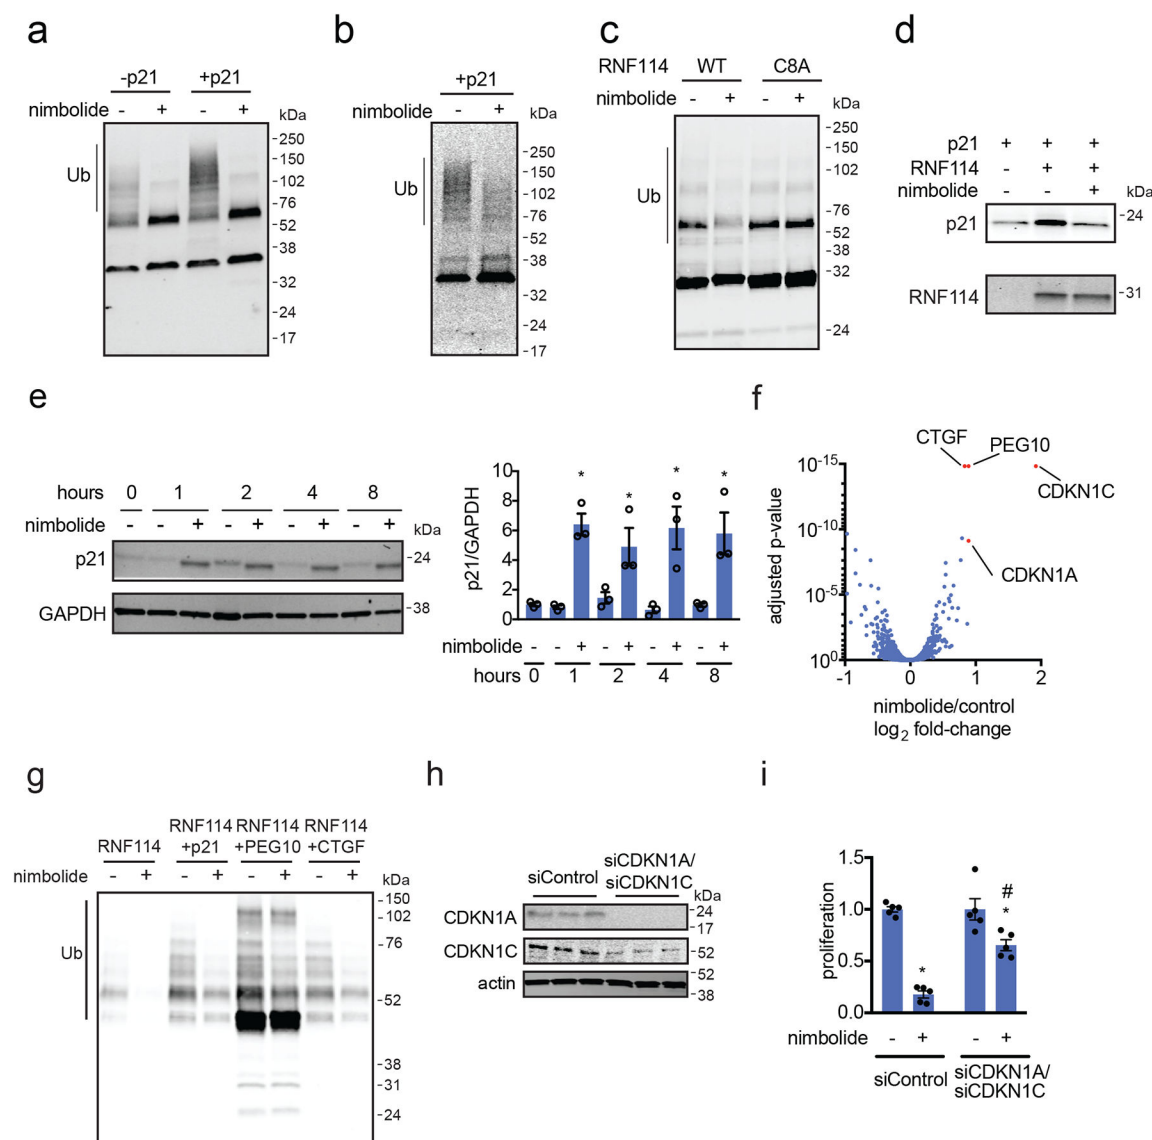 a
-p21 +p21
nimbolide - + - +
kDa
Ub
-250
-150
-102
-76
-52
-38
-32
-24
-17
b
+p21
nimbolide - +
kDa
Ub
-250
-150
-102
-76
-52
-38
-32
-24
-17
c
RNF114 WT C8A
nimbolide - + - +
kDa
Ub
-250
-150
-102
-76
-52
-38
-32
-24
d
p21 + + +
RNF114 - + +
nimbolide - - +
kDa
p21 -24
RNF114 -31
e
hours 0 1 2 4 8
nimbolide - - + - + - + - +
kDa
p21 -24
GAPDH -38
p21/GAPDH
10
8
6
4
2
0
* * * *
nimbolide - - + - + - + - +
hours 0 1 2 4 8
f
CTGF PEG10
CDKN1C
CDKN1A
adjusted p-value
10-15
10-10
10-5
100
-1 0 1 2
nimbolide/control
log2 fold-change
g
RNF114 RNF114 RNF114
RNF114 +p21 +PEG10 +CTGF
nimbolide - + - + - + - +
kDa
Ub
-150
-102
-76
-52
-38
-31
-24
h
siCDKN1A/
siControl siCDKN1C
kDa
CDKN1A -24
-17
CDKN1C -52
-52
actin
-38
i
proliferation
1.5
1.0
0.5
0.0
*
#
*
nimbolide - + - +
siControl siCDKN1A/
siCDKN1C